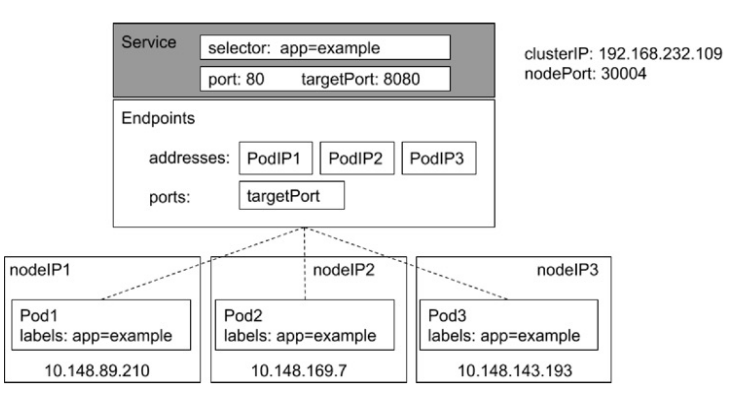 Service
selector: app=example
port: 80 targetPort: 8080
clusterIP: 192.168.232.109
nodePort: 30004
Endpoints
addresses: PodIP1 PodIP2 PodIP3
ports: targetPort
nodeIP1
Pod1
labels: app=example
10.148.89.210
nodeIP2
Pod2
labels: app=example
10.148.169.7
nodeIP3
Pod3
labels: app=example
10.148.143.193